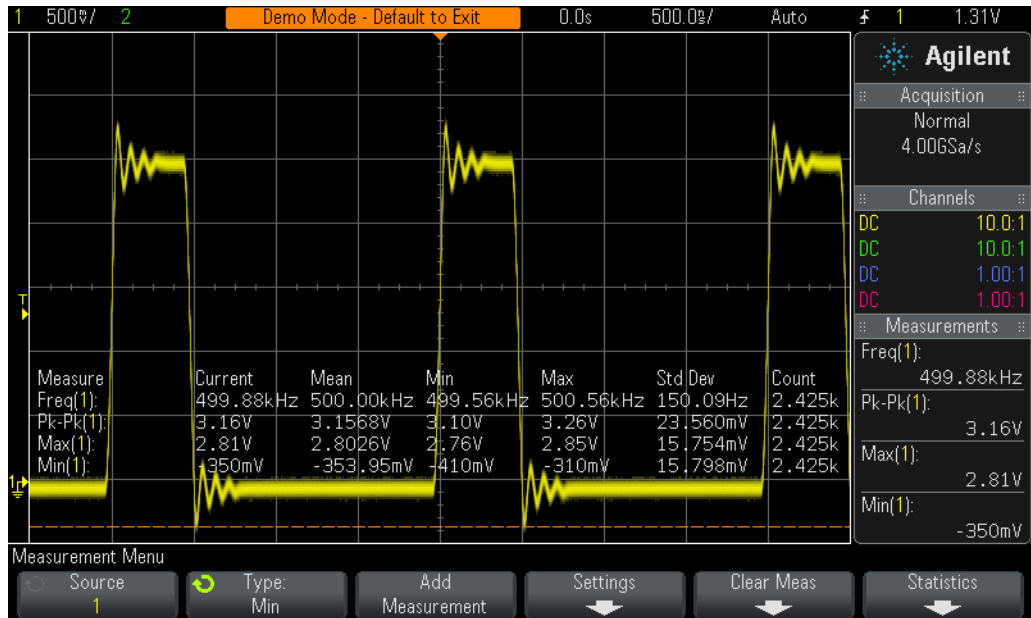 1 500V/ 2 Demo Mode - Default to Exit 0.0s 500.0s/ Auto 1 1.31V
Agilent
Acquisition
Normal
4.00GSa/s
Channels
DC 10.0:1
DC 10.0:1
DC 1.00:1
DC 1.00:1
Measurements
Freq(1):
499.88kHz
Pk-Pk(1):
3.16V
Max(1):
2.81V
Min(1):
-350mV
T
1
Measure Current Mean Min Max Std Dev Count
Freq(1): 499.88kHz 500.00kHz 499.56kHz 500.56kHz 150.09Hz 2.425k
Pk-Pk(1): 3.16V 3.1568V 3.10V 3.26V 23.560mV 2.425k
Max(1): 2.81V 2.8026V 2.76V 2.85V 15.754mV 2.425k
Min(1): -350mV -353.95mV -410mV -310mV 15.798mV 2.425k
Measurement Menu
Source
1
Type:
Min
Add
Measurement
Settings
Clear Meas
Statistics